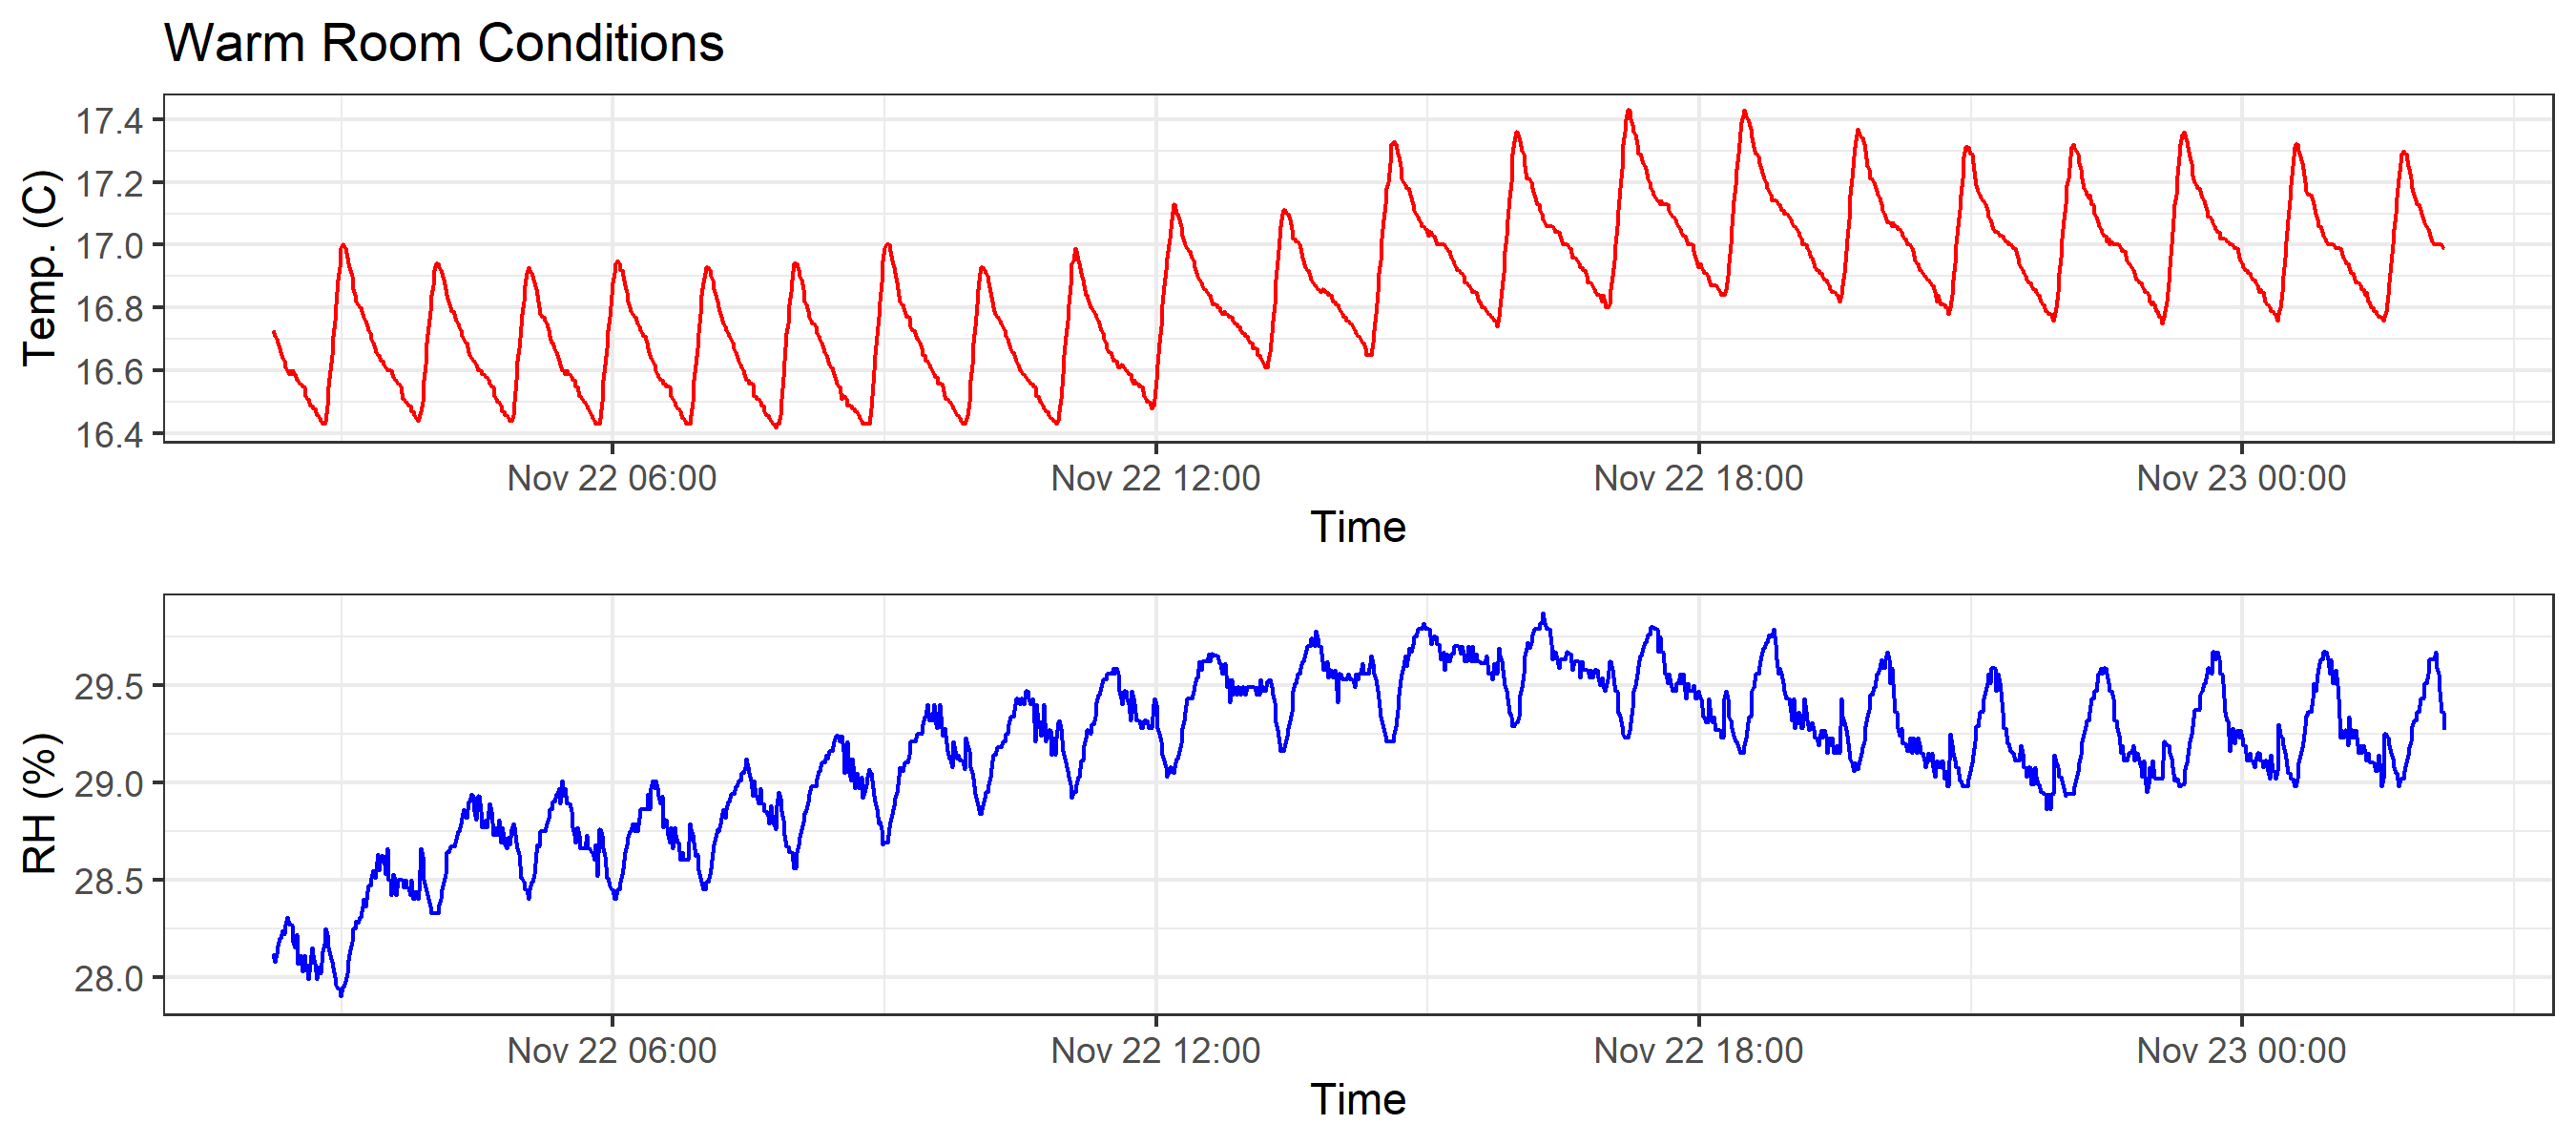 Warm Room Conditions
Temp. (C)
17.4
17.2
17.0
16.8
16.6
16.4
Nov 22 06:00 Nov 22 12:00 Nov 22 18:00 Nov 23 00:00
Time
RH (%)
29.5
29.0
28.5
28.0
Nov 22 06:00 Nov 22 12:00 Nov 22 18:00 Nov 23 00:00
Time